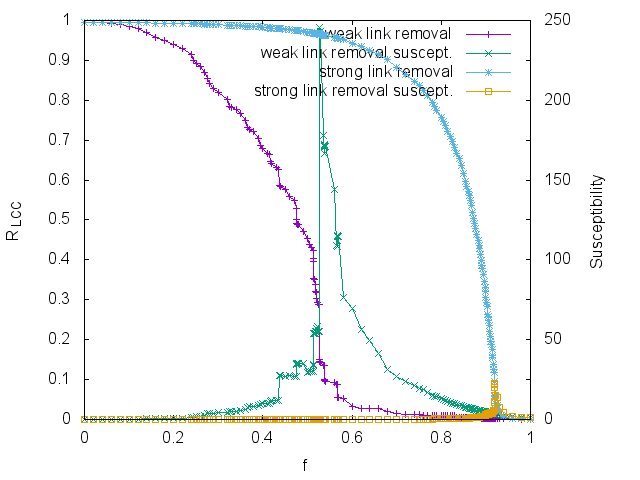 1
0.9
0.8
0.7
0.6
0.5
0.4
0.3
0.2
0.1
0
R LCC
0 0.2 0.4 0.6 0.8 1
f
250
200
150
100
50
0
Susceptibility
weak link removal
weak link removal suscept.
strong link removal
strong link removal suscept.